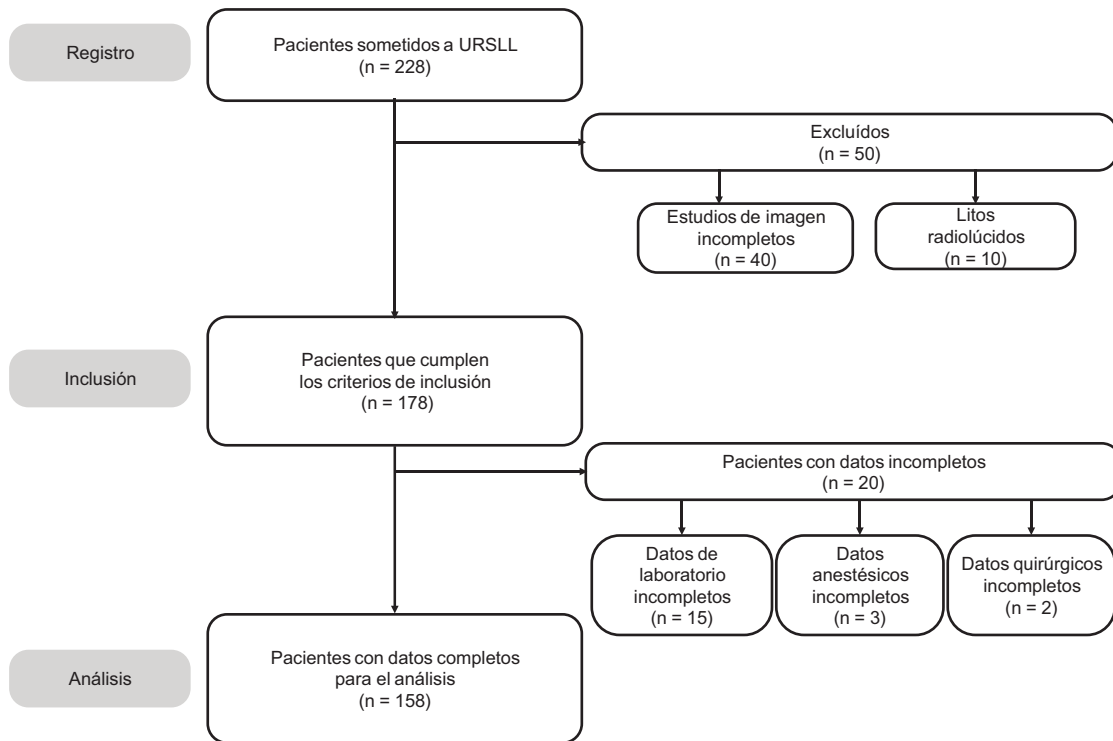 Registro
Pacientes sometidos a URSLL
(n = 228)
Excluídos
(n = 50)
Estudios de imagen
incompletos
(n = 40)
Litos
radiolúcidos
(n = 10)
Inclusión
Pacientes que cumplen
los criterios de inclusión
(n = 178)
Pacientes con datos incompletos
(n = 20)
Datos de
laboratorio
incompletos
(n = 15)
Datos
anestésicos
incompletos
(n = 3)
Datos quirúrgicos
incompletos
(n = 2)
Análisis
Pacientes con datos completos
para el análisis
(n = 158)